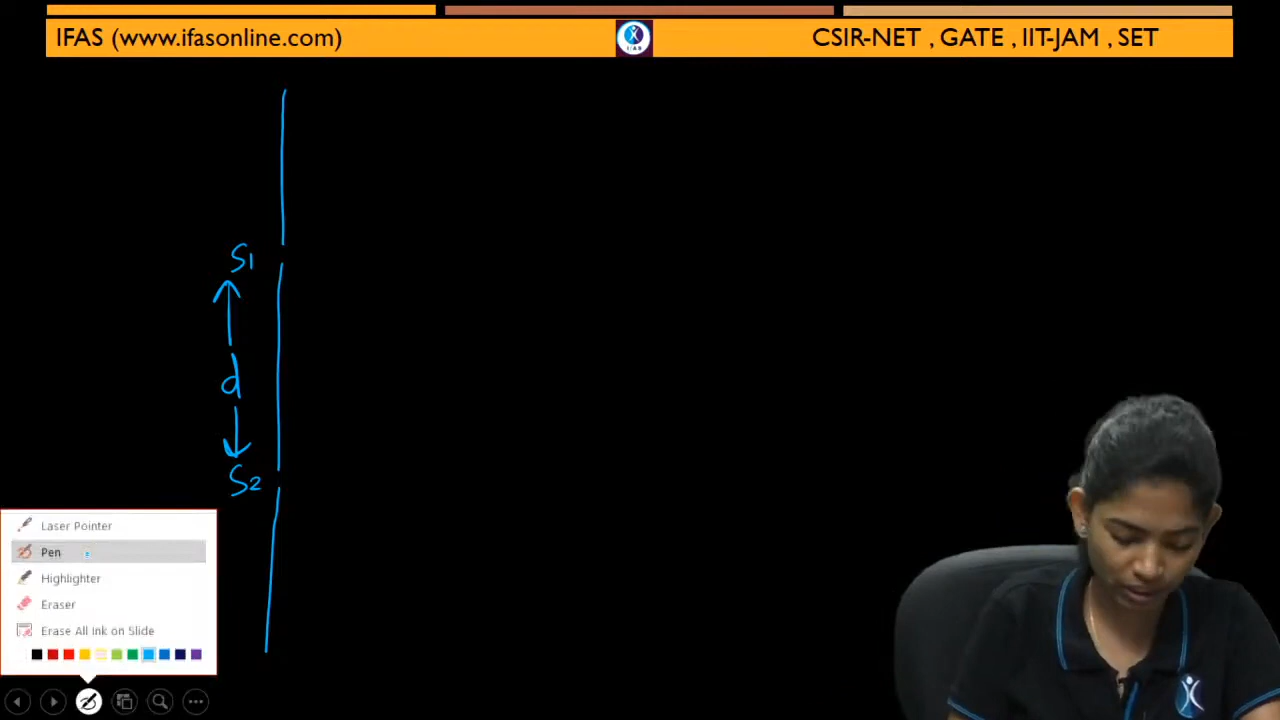 IFAS (www.ifasonline.com)
CSIR-NET , GATE , IIT-JAM , SET
S1
d
S2
Laser Pointer
Pen
Highlighter
Eraser
Erase All Ink on Slide